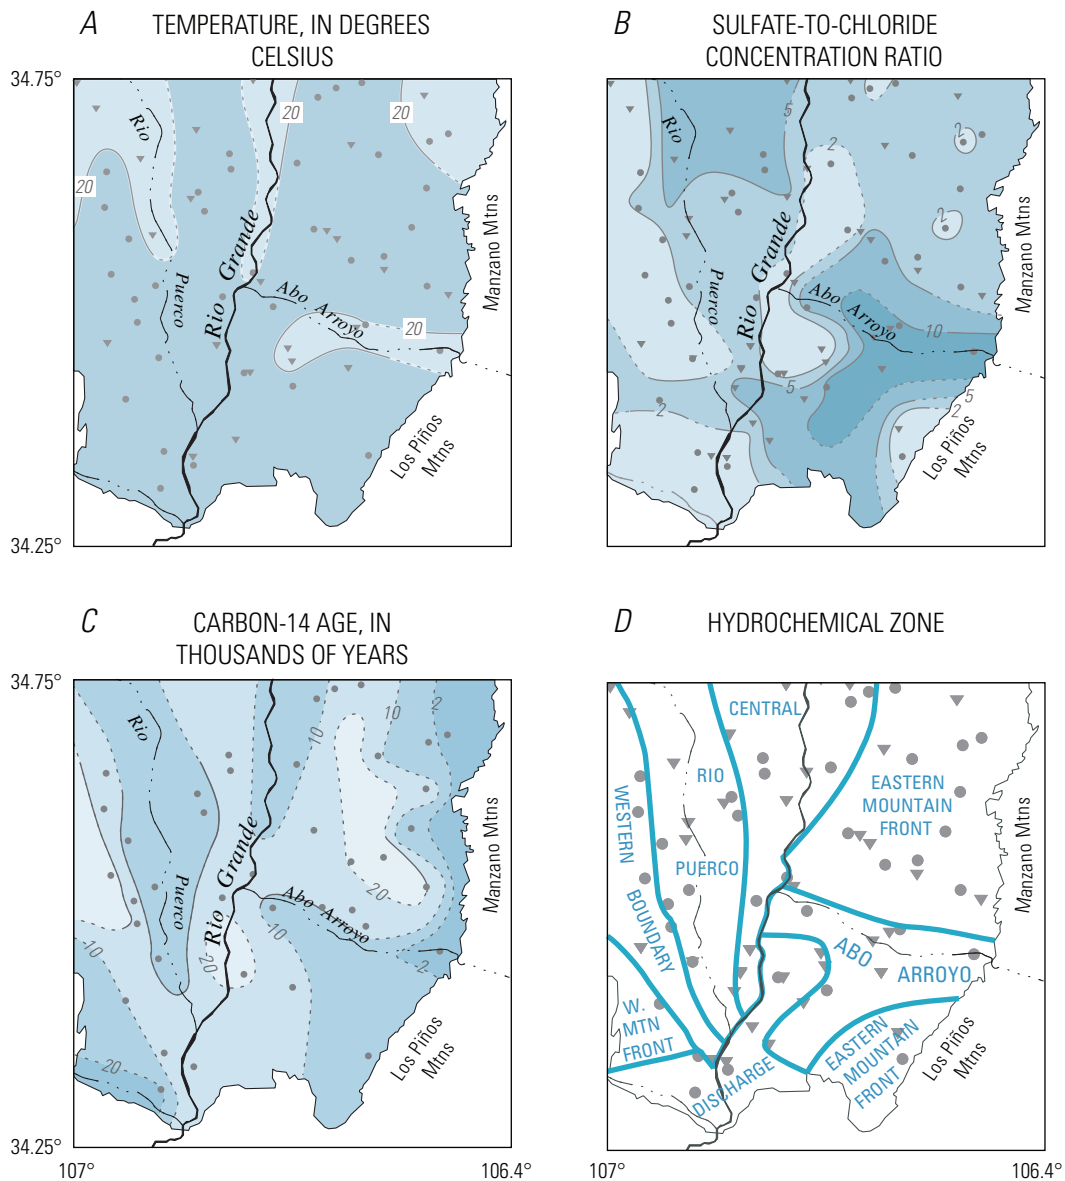 A
TEMPERATURE, IN DEGREES
CELSIUS
34.75°
34.25°
20
20
20
20
Rio
Puerco
Rio
Grande
Abo Arroyo
Manzano Mtns
Los Piños
Mtns
B
SULFATE-TO-CHLORIDE
CONCENTRATION RATIO
5
2
2
2
10
5
2
5
2
Rio
Puerco
Rio
Grande
Abo
Arroyo
Manzano Mtns
Los Piños
Mtns
C
CARBON-14 AGE, IN
THOUSANDS OF YEARS
34.75°
34.25°
107°
106.4°
10
10
2
10
20
20
2
20
Rio
Puerco
Rio
Grande
Abo Arroyo
Manzano Mtns
Los Piños
Mtns
D
HYDROCHEMICAL ZONE
CENTRAL
RIO
PUERCO
EASTERN
MOUNTAIN
FRONT
WESTERN
BOUNDARY
ABO
ARROYO
W.
MTN
FRONT
DISCHARGE
EASTERN
MOUNTAIN
FRONT
Manzano Mtns
Los Piños
Mtns
107°
106.4°